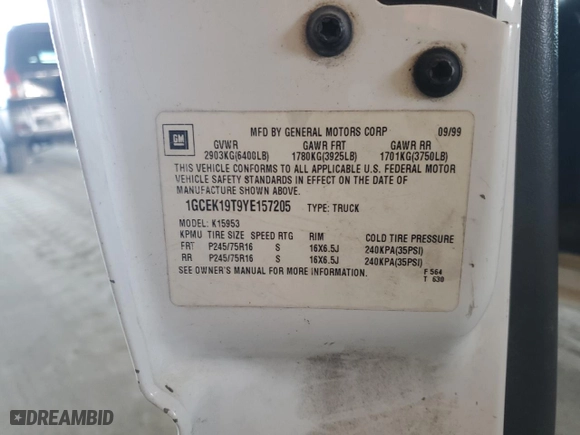 GM
MFD BY GENERAL MOTORS CORP 09/99
GVWR GAWR FRT GAWR RR
2903KG(6400LB) 1780KG(3925LB) 1701KG(3750LB)
THIS VEHICLE CONFORMS TO ALL APPLICABLE U.S. FEDERAL MOTOR
VEHICLE SAFETY STANDARDS IN EFFECT ON THE DATE OF
MANUFACTURE SHOWN ABOVE.
1GCEK19T9YE157205 TYPE: TRUCK
MODEL: K15953
KPMU TIRE SIZE SPEED RTG RIM COLD TIRE PRESSURE
FRT P245/75R16 S 16X6.5J 240KPA(35PSI)
RR P245/75R16 S 16X6.5J 240KPA(35PSI)
SEE OWNER'S MANUAL FOR MORE INFORMATION.
F 564
T 630
DREAMBID